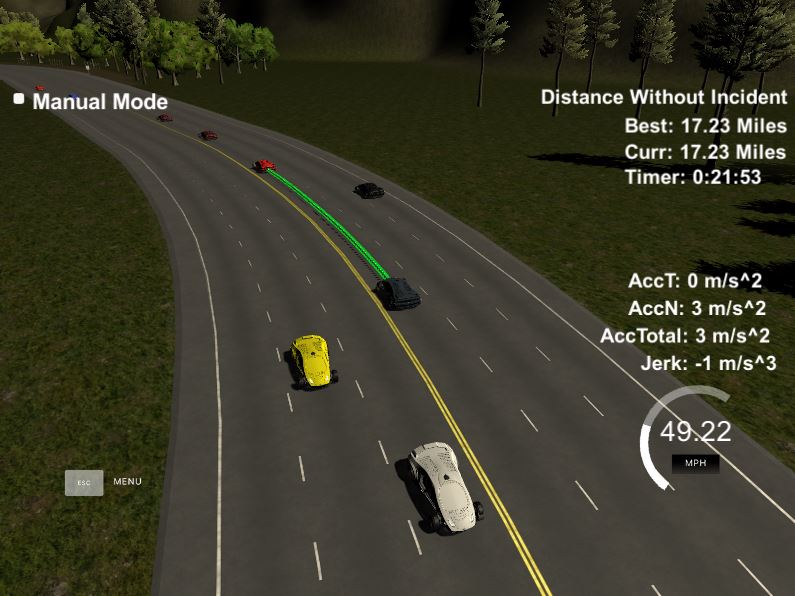 Manual Mode
Distance Without Incident
Best: 17.23 Miles
Curr: 17.23 Miles
Timer: 0:21:53
AccT: 0 m/s^2
AccN: 3 m/s^2
AccTotal: 3 m/s^2
Jerk: -1 m/s^3
49.22
MPH
ESC MENU